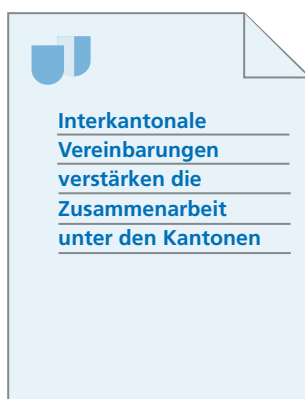 Interkantonale
Vereinbarungen
verstärken die
Zusammenarbeit
unter den Kantonen